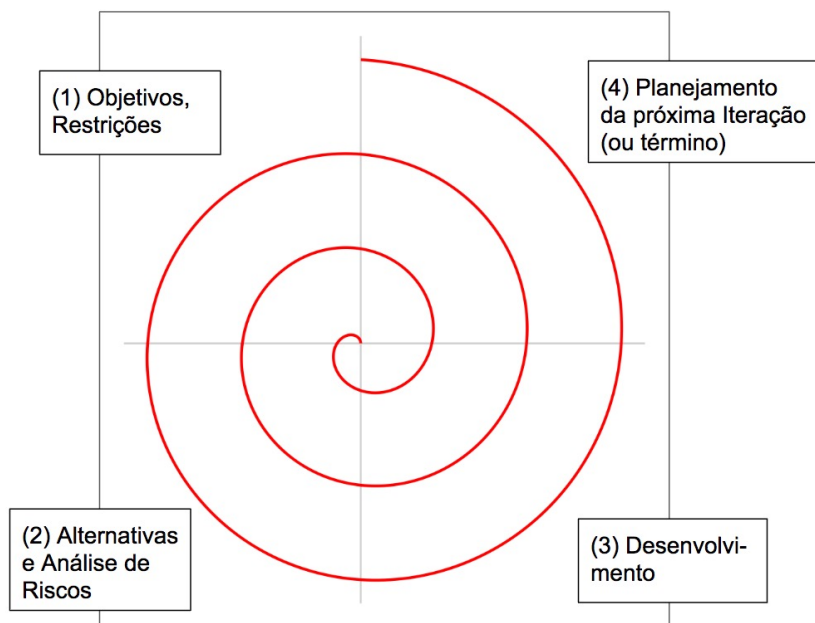 (1) Objetivos,
Restrições
(4) Planejamento
da próxima Iteração
(ou término)
(2) Alternativas
e Análise de
Riscos
(3) Desenvolvi-
mento